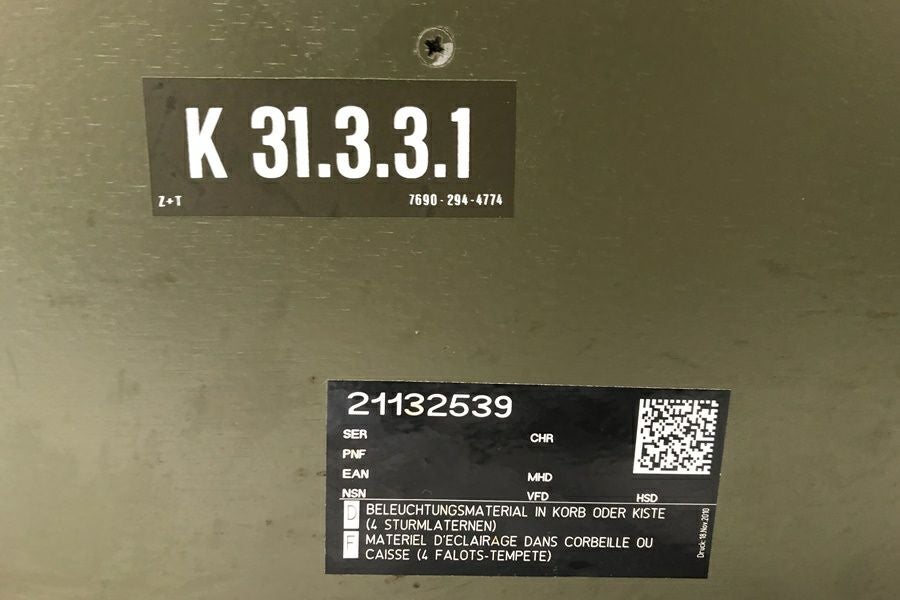 K 31.3.3.1
Z+T 7690-294-4774
21132539
SER CHR
PNF
EAN MHD
NSN VFD HSD
D BELEUCHTUNGSMATERIAL IN KORB ODER KISTE
(4 STURMLATERNEN)
F MATERIEL D'ECLAIRAGE DANS CORBEILLE OU
CAISSE (4 FALOTS-TEMPETE)
Druck: 18.Nov.2010